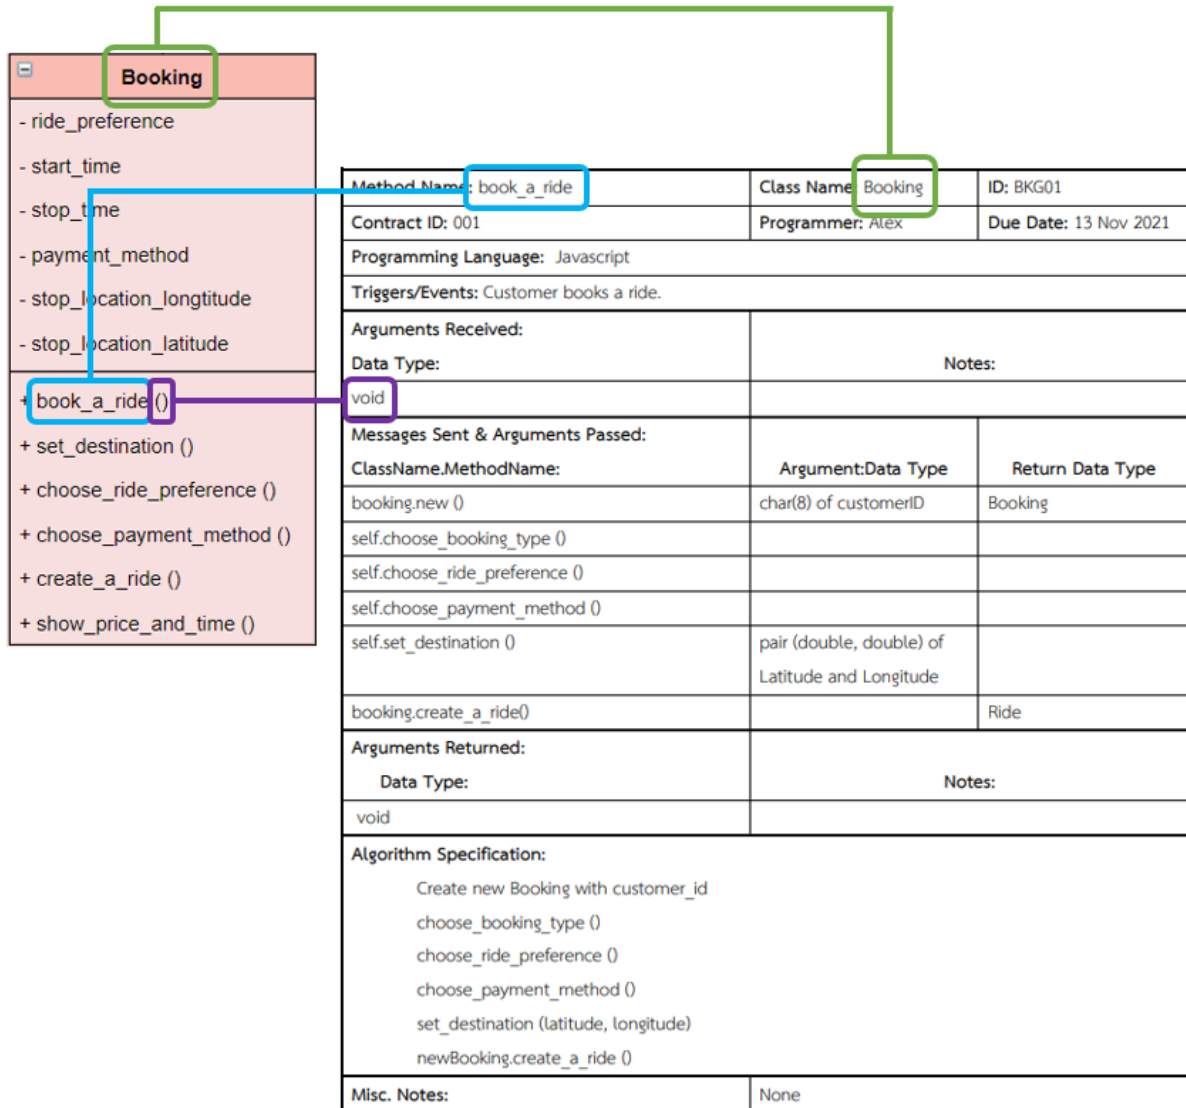 Booking
- ride_preference
- start_time
- stop_time
- payment_method
- stop_location_longtitude
- stop_location_latitude
+ book_a_ride ()
+ set_destination ()
+ choose_ride_preference ()
+ choose_payment_method ()
+ create_a_ride ()
+ show_price_and_time ()
Method Name: book_a_ride Class Name: Booking ID: BKG01
Contract ID: 001 Programmer: Alex Due Date: 13 Nov 2021
Programming Language: Javascript
Triggers/Events: Customer books a ride.
Arguments Received:
Data Type: Notes:
void
Messages Sent & Arguments Passed:
ClassName.MethodName: Argument:Data Type Return Data Type
booking.new () char(8) of customerID Booking
self.choose_booking_type ()
self.choose_ride_preference ()
self.choose_payment_method ()
self.set_destination () pair (double, double) of
Latitude and Longitude
booking.create_a_ride() Ride
Arguments Returned:
Data Type: Notes:
void
Algorithm Specification:
Create new Booking with customer_id
choose_booking_type ()
choose_ride_preference ()
choose_payment_method ()
set_destination (latitude, longitude)
newBooking.create_a_ride ()
Misc. Notes: None